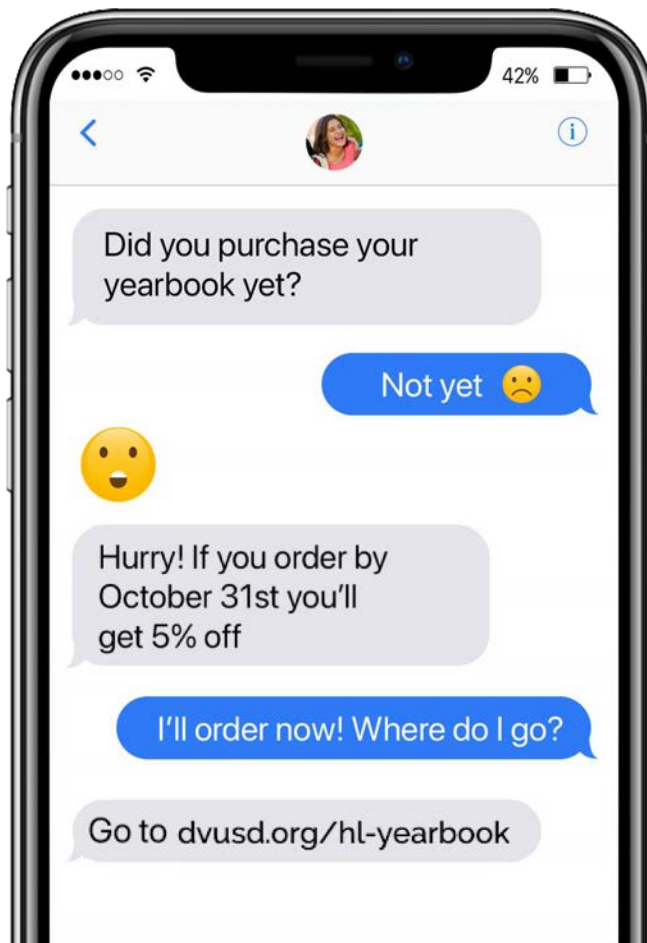 42%
i
Did you purchase your
yearbook yet?
Not yet ☹️
😮
Hurry! If you order by
October 31st you'll
get 5% off
I'll order now! Where do I go?
Go to dvusd.org/hl-yearbook